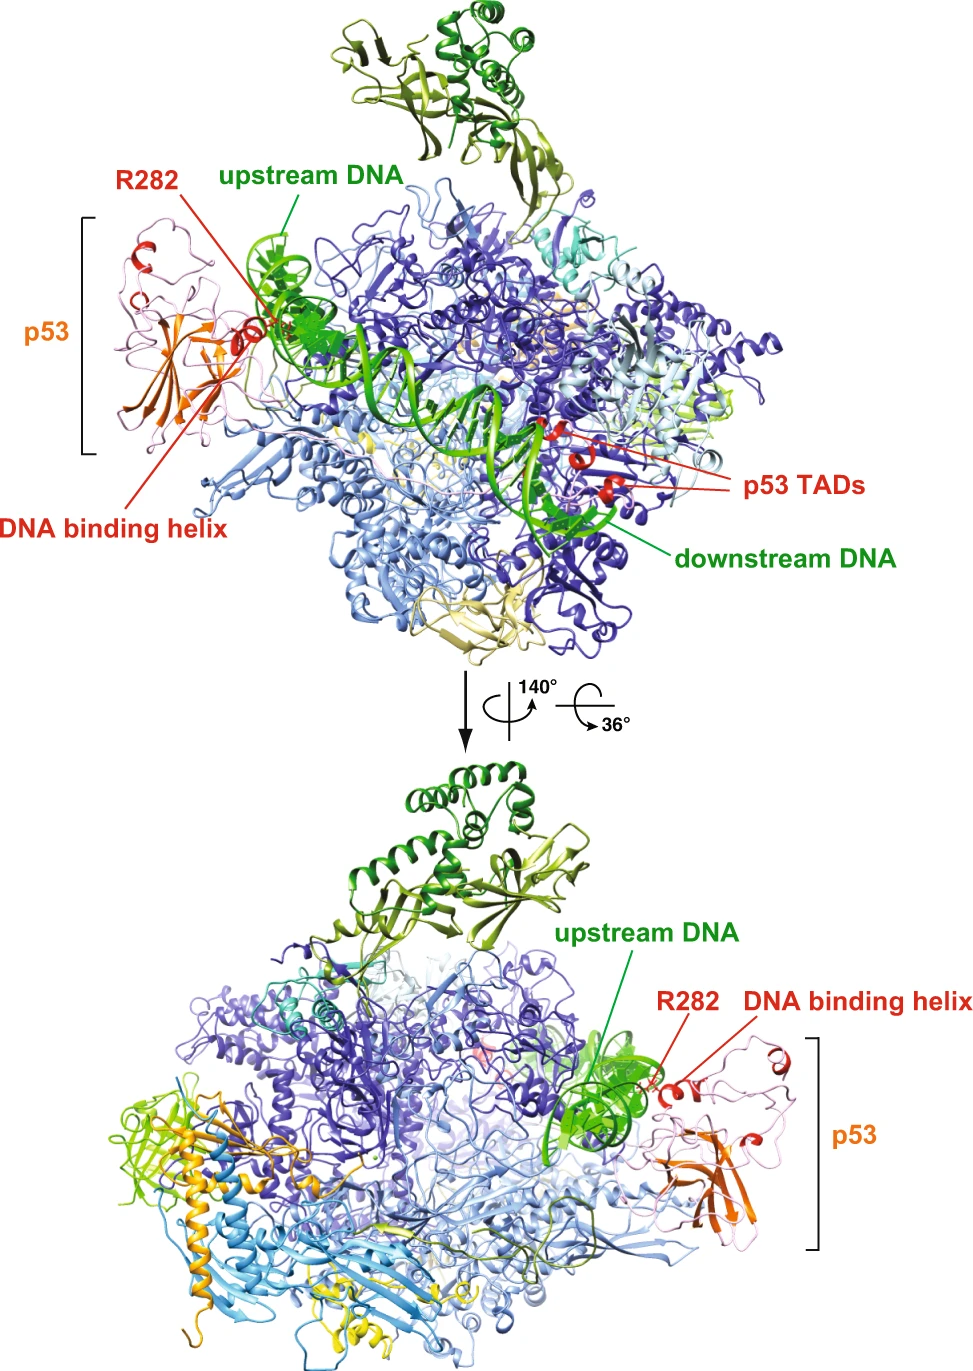 R282
upstream DNA
p53
p53 TADs
DNA binding helix
downstream DNA
140°
36°
upstream DNA
R282
DNA binding helix
p53